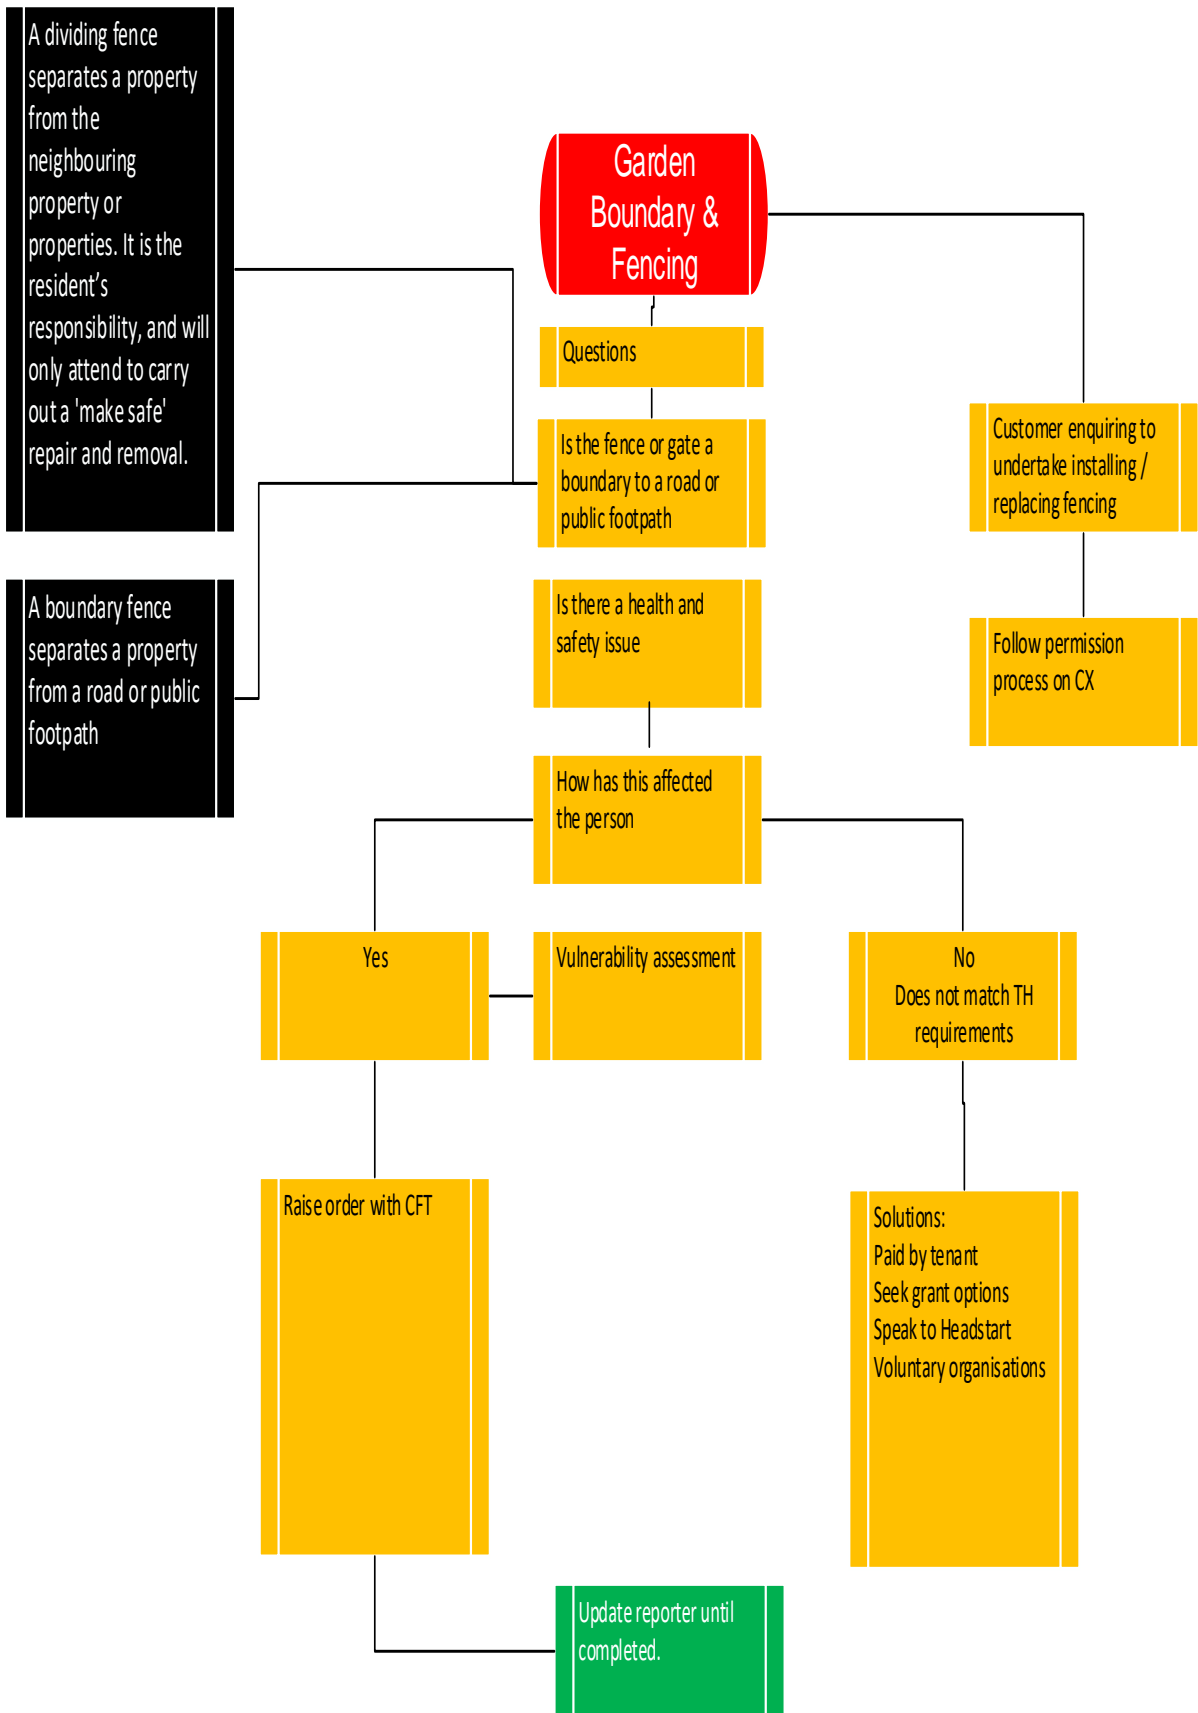 A dividing fence
separates a property
from the
neighbouring
property or
properties. It is the
resident’s
responsibility, and will
only attend to carry
out a 'make safe'
repair and removal.
A boundary fence
separates a property
from a road or public
footpath
Garden
Boundary &
Fencing
Questions
Is the fence or gate a
boundary to a road or
public footpath
Is there a health and
safety issue
How has this affected
the person
Customer enquiring to
undertake installing /
replacing fencing
Follow permission
process on CX
Yes
Vulnerability assessment
No
Does not match TH
requirements
Raise order with CFT
Solutions:
Paid by tenant
Seek grant options
Speak to Headstart
Voluntary organisations
Update reporter until
completed.